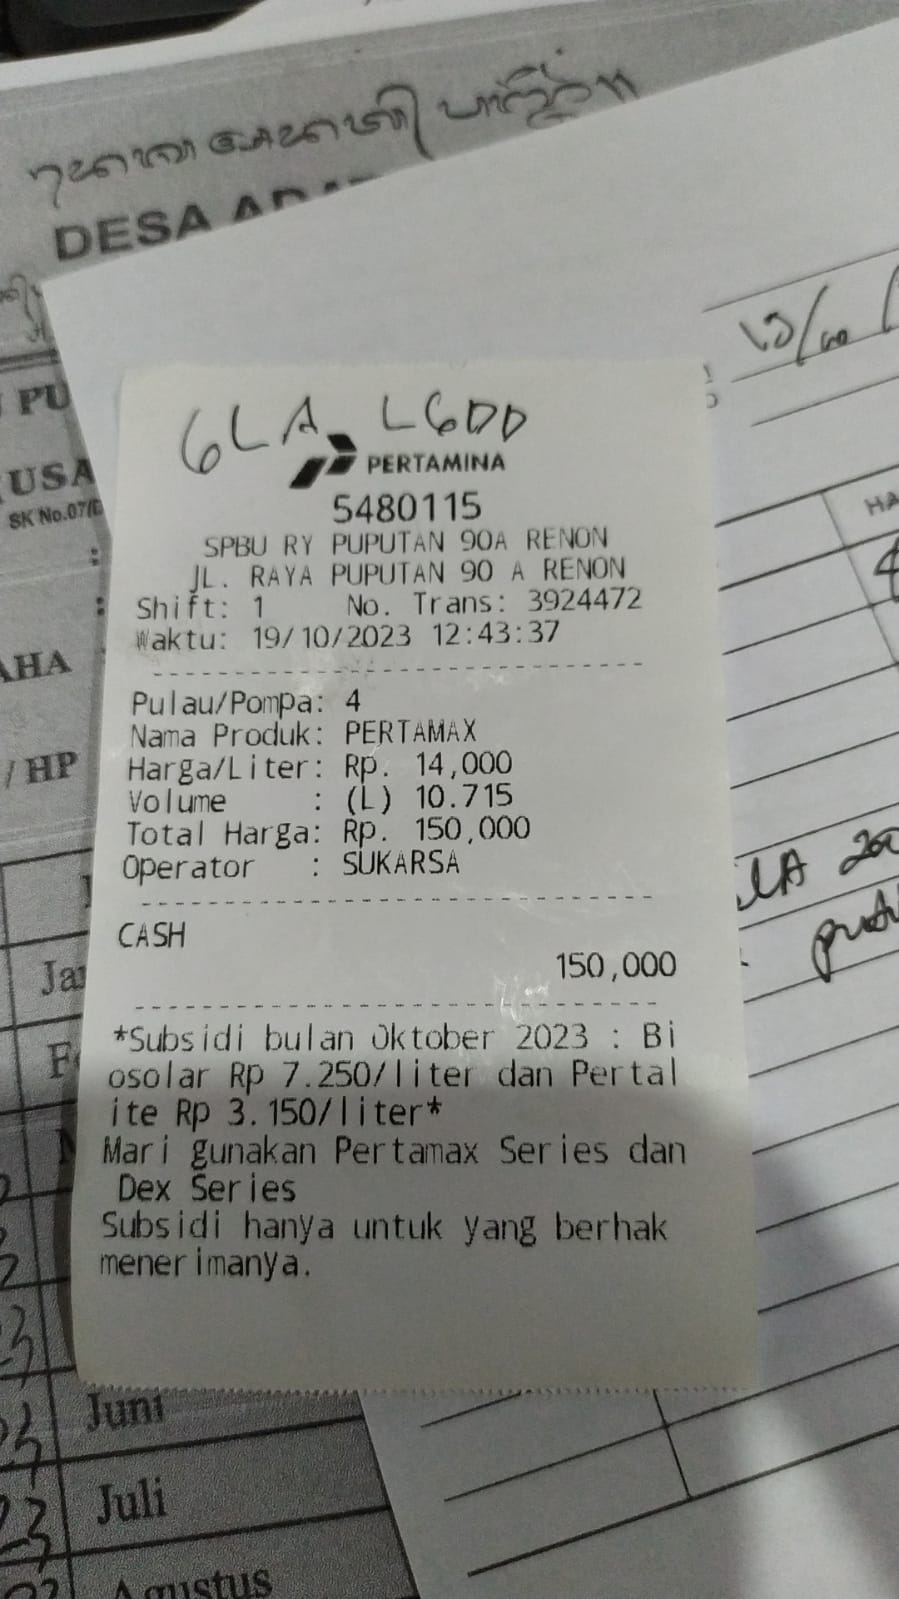 DESA
PU
USA
SK No.07/D
:
:
AHA
/ HP
GLA. LGDD
PERTAMINA
5480115
SPBU RY PUPUTAN 90A RENON
JL. RAYA PUPUTAN 90 A RENON
Shift: 1 No. Trans: 3924472
Waktu: 19/10/2023 12:43:37
--------------------------------
Pulau/Pompa: 4
Nama Produk: PERTAMAX
Harga/Liter: Rp. 14,000
Volume : (L) 10.715
Total Harga: Rp. 150,000
Operator : SUKARSA
--------------------------------
CASH
150,000
--------------------------------
*Subsidi bulan Oktober 2023 : Bi
osolar Rp 7.250/liter dan Pertal
ite Rp 3.150/liter*
Mari gunakan Pertamax Series dan
Dex Series
Subsidi hanya untuk yang berhak
menerimanya.
HA
Juni
Juli
Agustus